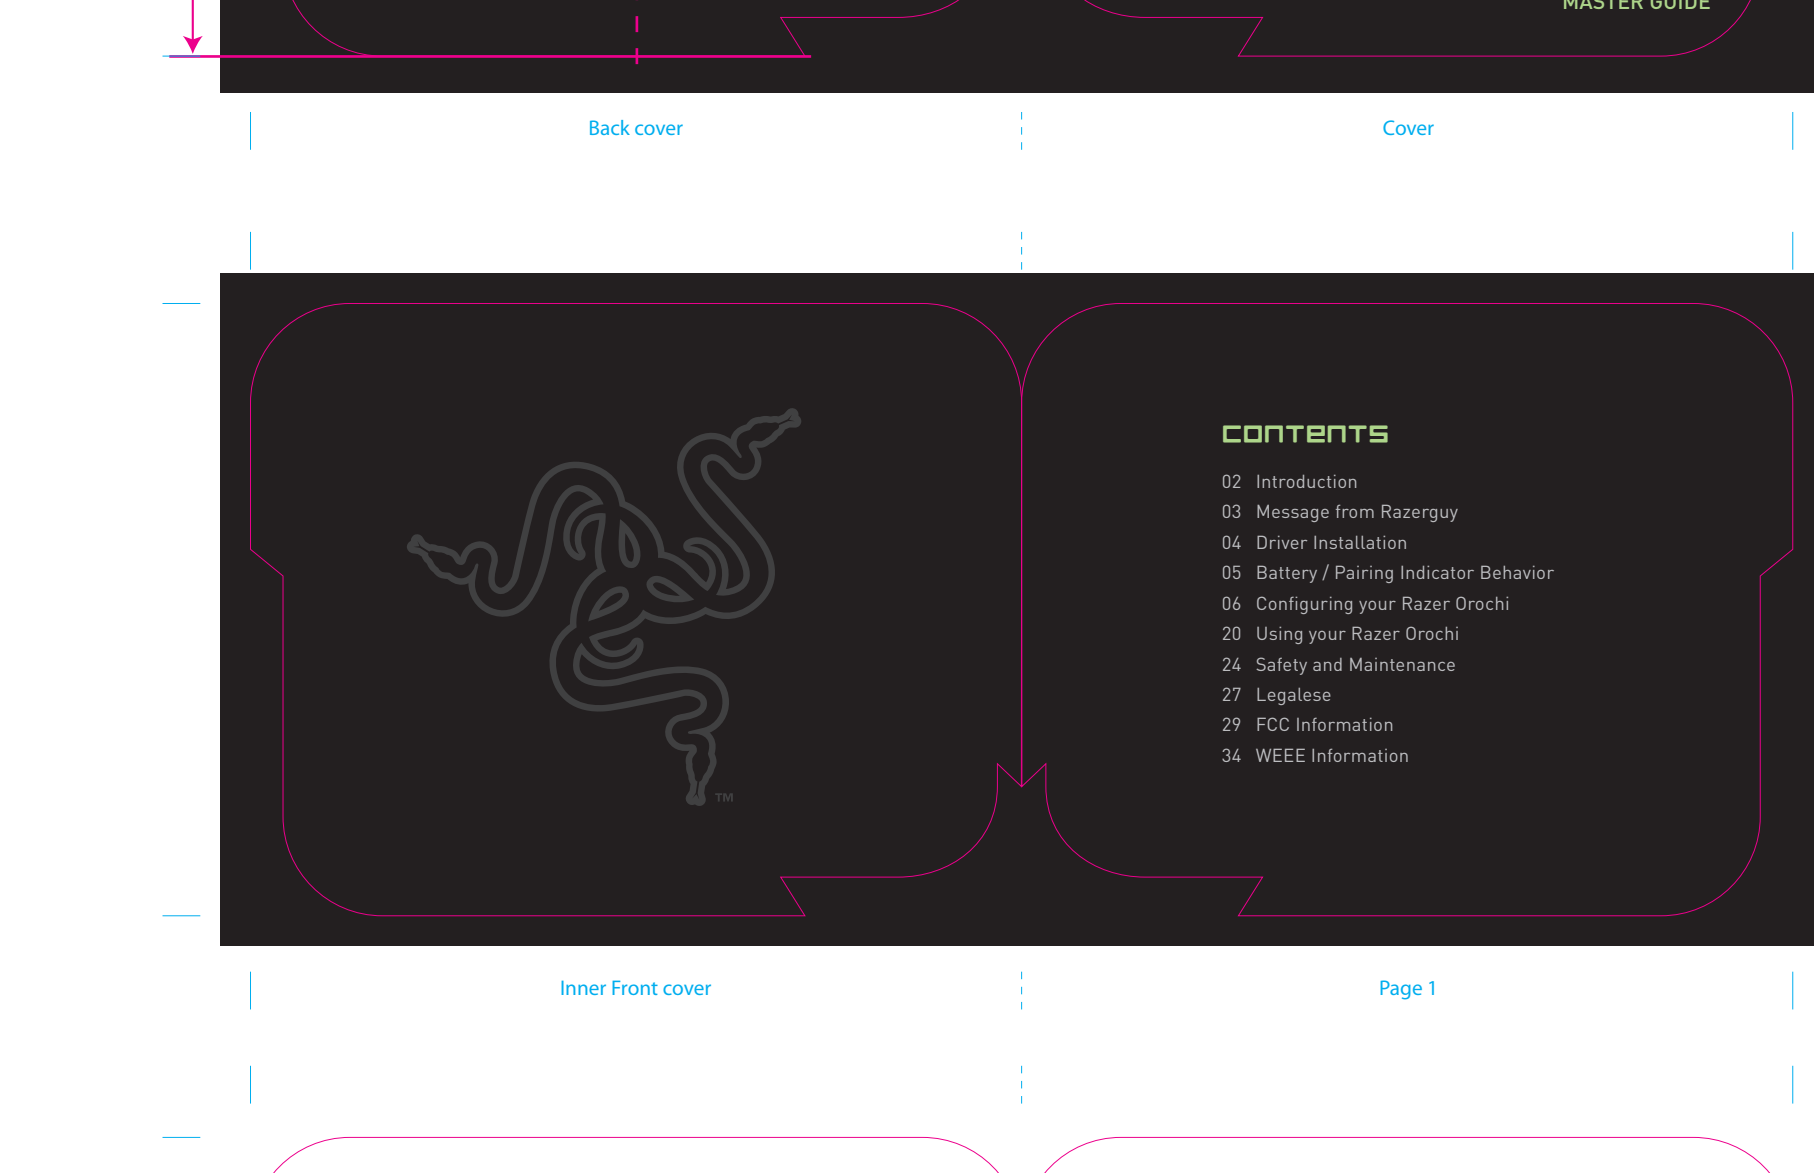 MASTER GUIDE
Back cover
Cover
CONTENTS
02 Introduction
03 Message from Razerguy
04 Driver Installation
05 Battery / Pairing Indicator Behavior
06 Configuring your Razer Orochi
20 Using your Razer Orochi
24 Safety and Maintenance
27 Legalese
29 FCC Information
34 WEEE Information
TM
Inner Front cover
Page 1